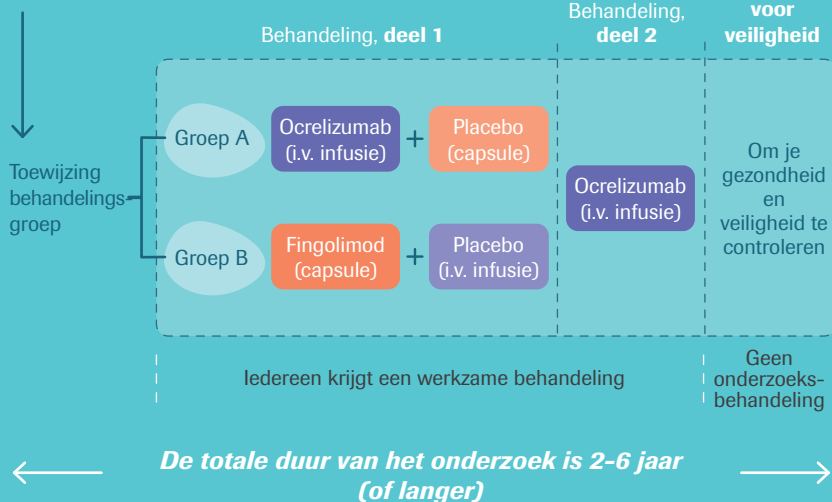 Behandeling, deel 1
Behandeling,
deel 2
voor
veiligheid
Toewijzing
behandelings-
groep
Groep A
Ocrelizumab
(i.v. infusie)
+
Placebo
(capsule)
Groep B
Fingolimod
(capsule)
+
Placebo
(i.v. infusie)
Ocrelizumab
(i.v. infusie)
Om je
gezondheid
en
veiligheid te
controleren
Iedereen krijgt een werkzame behandeling
Geen
onderzoeks-
behandeling
De totale duur van het onderzoek is 2-6 jaar
(of langer)